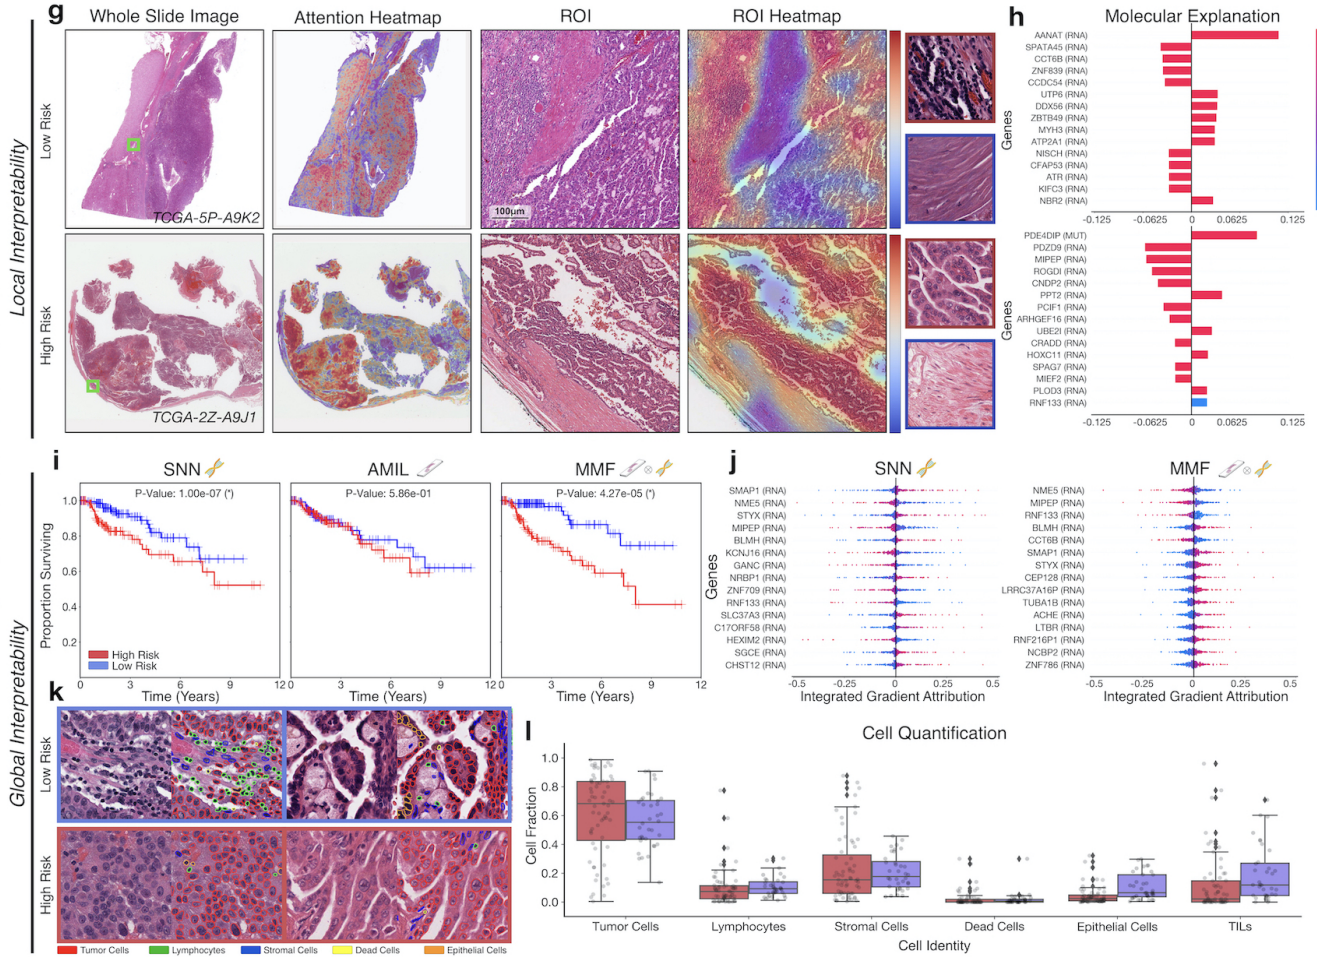 g
Whole Slide Image
Attention Heatmap
ROI
ROI Heatmap
h
Molecular Explanation
Local Interpretability
Low Risk
TCGA-5P-A9K2
100μm
Genes
AANAT (RNA)
SPATA45 (RNA)
CCT6B (RNA)
ZNF839 (RNA)
CCDC54 (RNA)
UTP6 (RNA)
DDX56 (RNA)
ZBTB49 (RNA)
MYH3 (RNA)
ATP2A1 (RNA)
NISCH (RNA)
CFAP53 (RNA)
ATR (RNA)
KIFC3 (RNA)
NBR2 (RNA)
-0.125 -0.0625 0 0.0625 0.125
High Risk
TCGA-2Z-A9J1
Genes
PDE4DIP (MUT)
PDZD9 (RNA)
MIPEP (RNA)
ROGDI (RNA)
CNDP2 (RNA)
PPT2 (RNA)
PCIF1 (RNA)
ARHGEF16 (RNA)
UBE2I (RNA)
CRADD (RNA)
HOXC11 (RNA)
SPAG7 (RNA)
MIEF2 (RNA)
PLOD3 (RNA)
RNF133 (RNA)
-0.125 -0.0625 0 0.0625 0.125
Global Interpretability
i
SNN
AMIL
MMF
P-Value: 1.00e-07 (*)
P-Value: 5.86e-01
P-Value: 4.27e-05 (*)
Proportion Surviving
1.0
0.8
0.6
0.4
0.2
High Risk
Low Risk
0 3 6 9 12
0 3 6 9 12
0 3 6 9 12
Time (Years)
Time (Years)
Time (Years)
j
SNN
MMF
Genes
SMAP1 (RNA)
NME5 (RNA)
STYX (RNA)
MIPEP (RNA)
BLMH (RNA)
KCNJ16 (RNA)
GANC (RNA)
NRBP1 (RNA)
ZNF709 (RNA)
RNF133 (RNA)
SLC37A3 (RNA)
C17ORF58 (RNA)
HEXIM2 (RNA)
SGCE (RNA)
CHST12 (RNA)
-0.5 -0.25 0 0.25 0.5
Integrated Gradient Attribution
NME5 (RNA)
MIPEP (RNA)
RNF133 (RNA)
BLMH (RNA)
CCT6B (RNA)
SMAP1 (RNA)
STYX (RNA)
CEP128 (RNA)
LRRC37A16P (RNA)
TUBA1B (RNA)
ACHE (RNA)
LTBR (RNA)
RNF216P1 (RNA)
NCBP2 (RNA)
ZNF786 (RNA)
-0.5 -0.25 0 0.25 0.5
Integrated Gradient Attribution
k
Low Risk
High Risk
Tumor Cells
Lymphocytes
Stromal Cells
Dead Cells
Epithelial Cells
l
Cell Quantification
Cell Fraction
1.0
0.8
0.6
0.4
0.2
0.0
Tumor Cells
Lymphocytes
Stromal Cells
Dead Cells
Epithelial Cells
TILs
Cell Identity